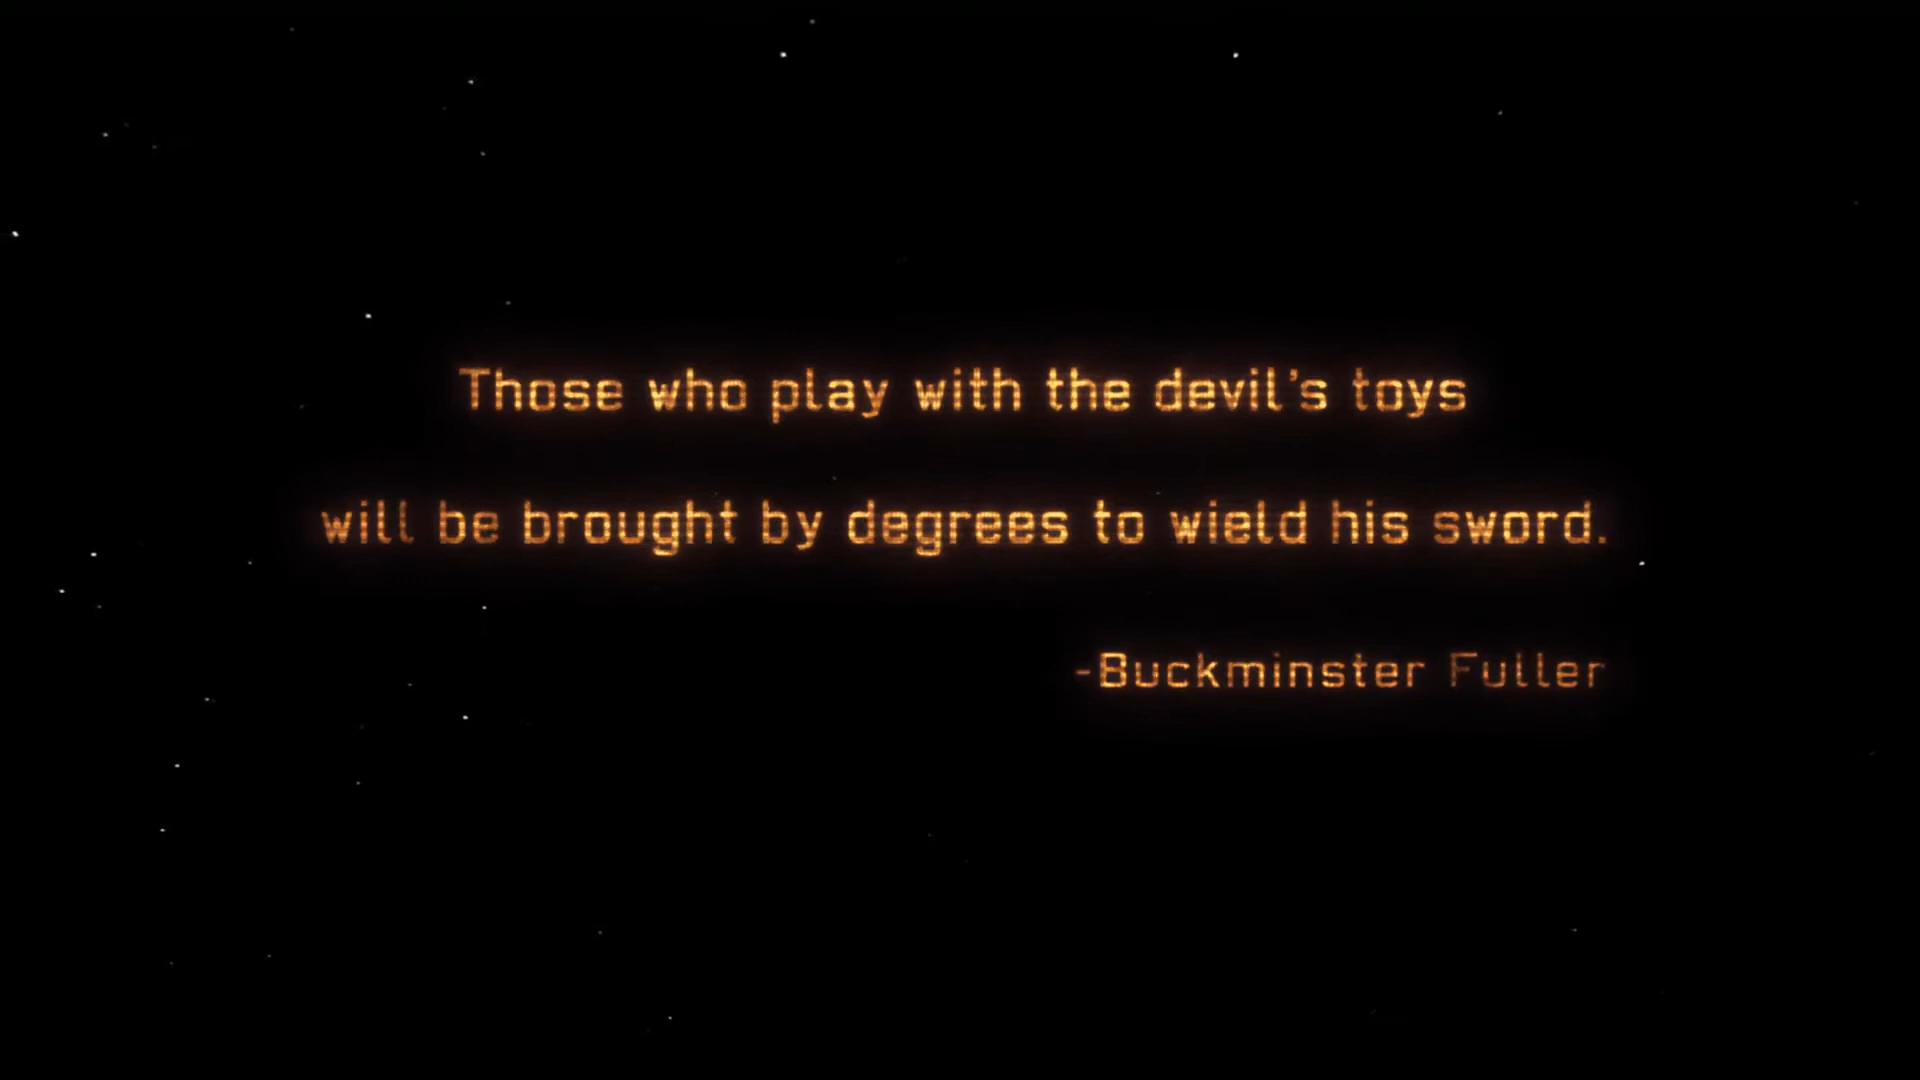 Those who play with the devil’s toys
will be brought by degrees to wield his sword.
-Buckminster Fuller